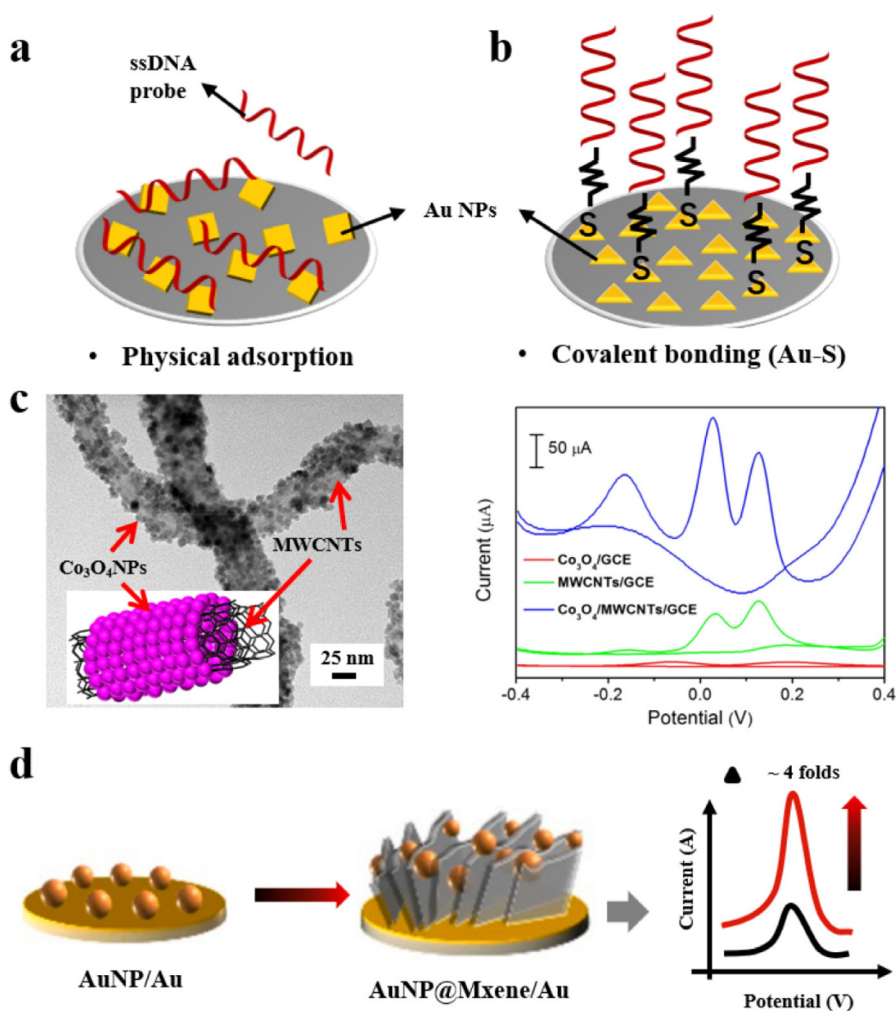 a
ssDNA
probe
Au NPs
• Physical adsorption
b
S
S
S
S
S
• Covalent bonding (Au-S)
c
Co₃O₄NPs
MWCNTs
25 nm
50 μA
Current (μA)
Co₃O₄/GCE
MWCNTs/GCE
Co₃O₄/MWCNTs/GCE
-0.4 -0.2 0.0 0.2 0.4
Potential (V)
d
AuNP/Au
AuNP@Mxene/Au
~ 4 folds
Current (A)
Potential (V)